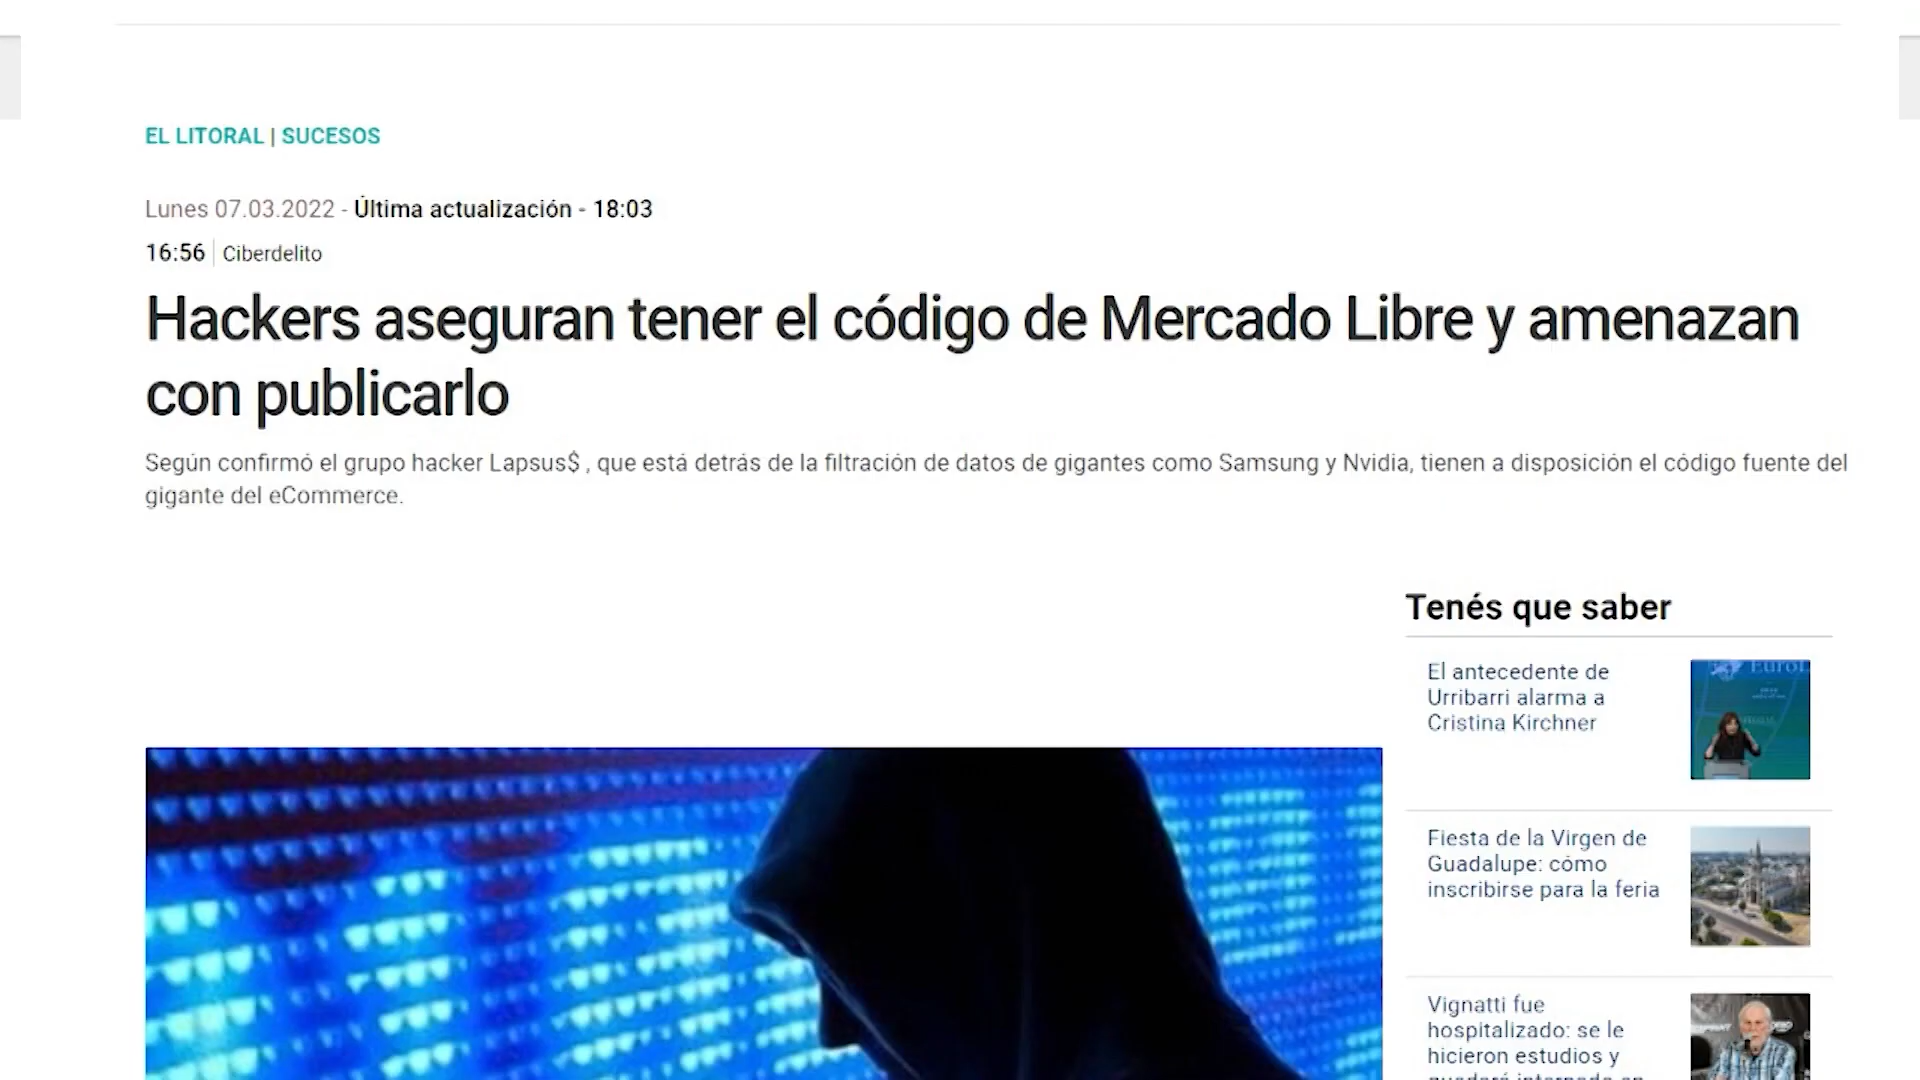 EL LITORAL | SUCESOS
Lunes 07.03.2022 - Última actualización - 18:03
16:56 Ciberdelito
Hackers aseguran tener el código de Mercado Libre y amenazan
con publicarlo
Según confirmó el grupo hacker Lapsus$ , que está detrás de la filtración de datos de gigantes como Samsung y Nvidia, tienen a disposición el código fuente del
gigante del eCommerce.
Tenés que saber
El antecedente de
Urribarri alarma a
Cristina Kirchner
Fiesta de la Virgen de
Guadalupe: cómo
inscribirse para la feria
Vignatti fue
hospitalizado: se le
hicieron estudios y